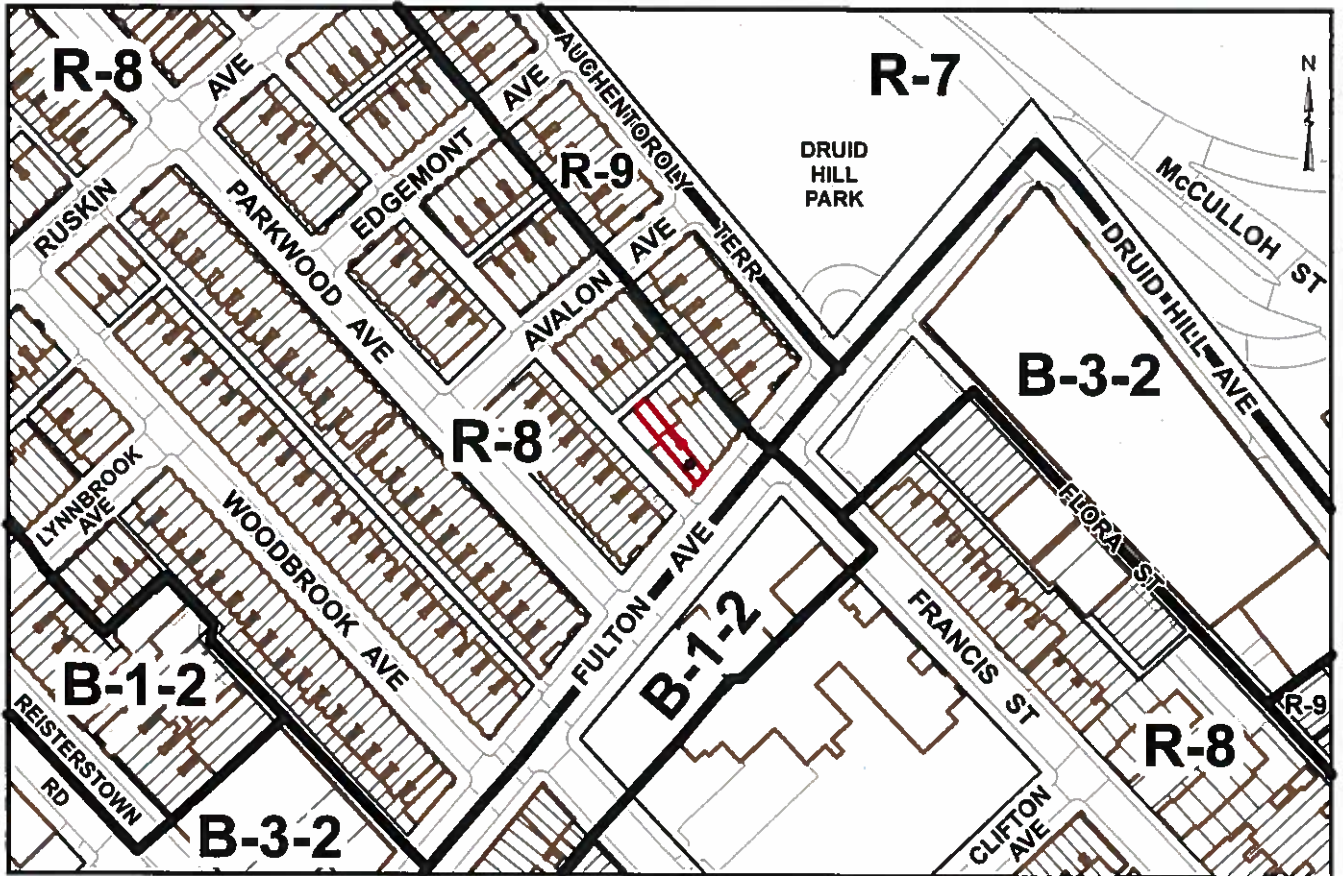 R-8
AVE
AVE
AUCHENTOROLY
TERR
R-7
N
DRUID
HILL
PARK
McCULLOH ST
R-9
EDGEMONT
RUSKIN
PARKWOOD AVE
AVE
AVALON
DRUID HILL AVE
B-3-2
R-8
LYNNBROOK
AVE
WOODBROOK AVE
FULTON AVE
FLORA ST
FRANCIS ST
B-1-2
B-1-2
REISTERSTOWN
RD
B-3-2
R-9
R-8
CLIFTON
AVE